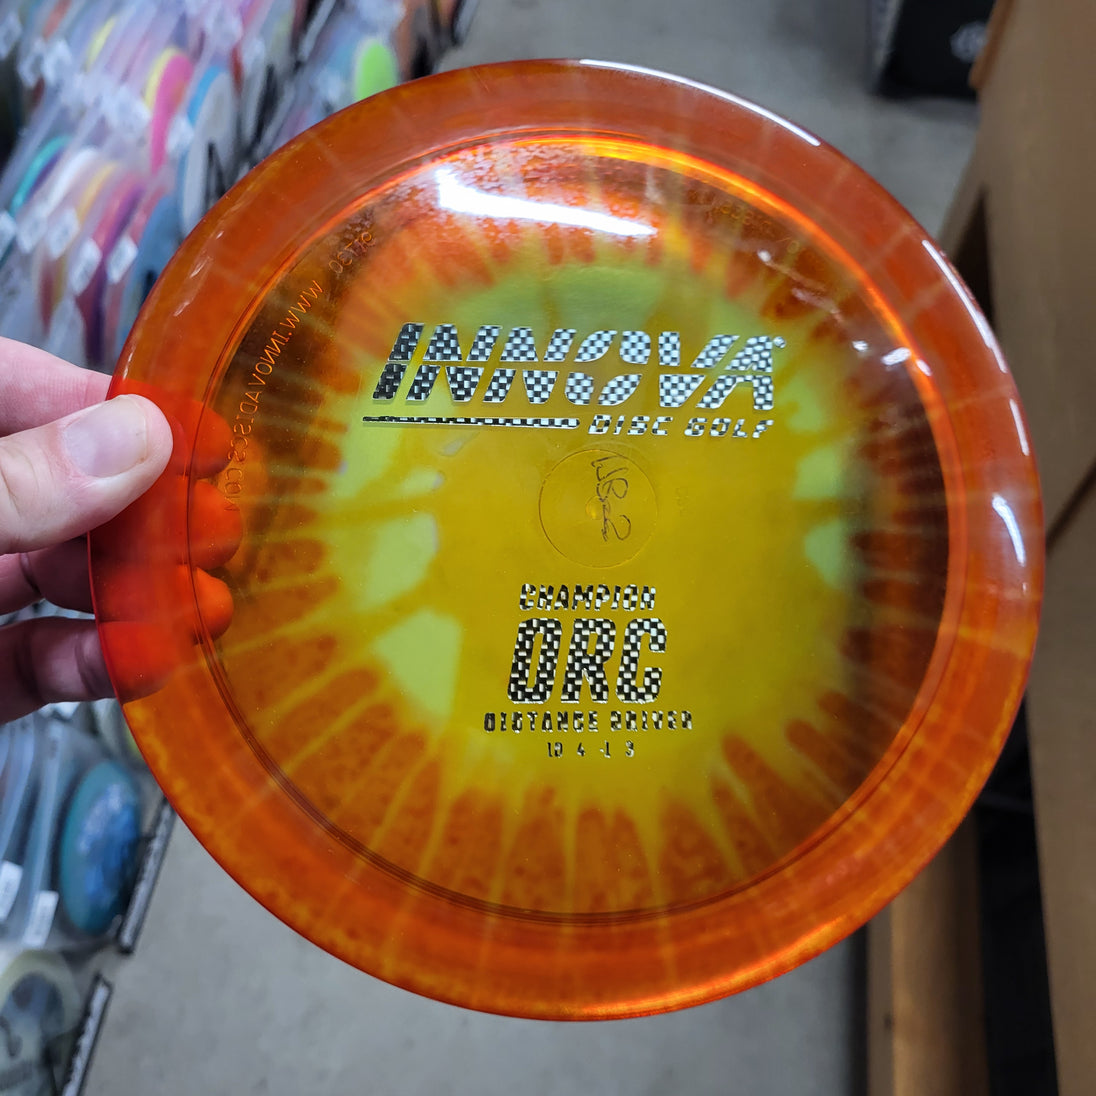 INNOVA
DISC GOLF
CHAMPION
ORC
DISTANCE DRIVER
10 4 -1 3
WWW.INNOVADISCS.COM